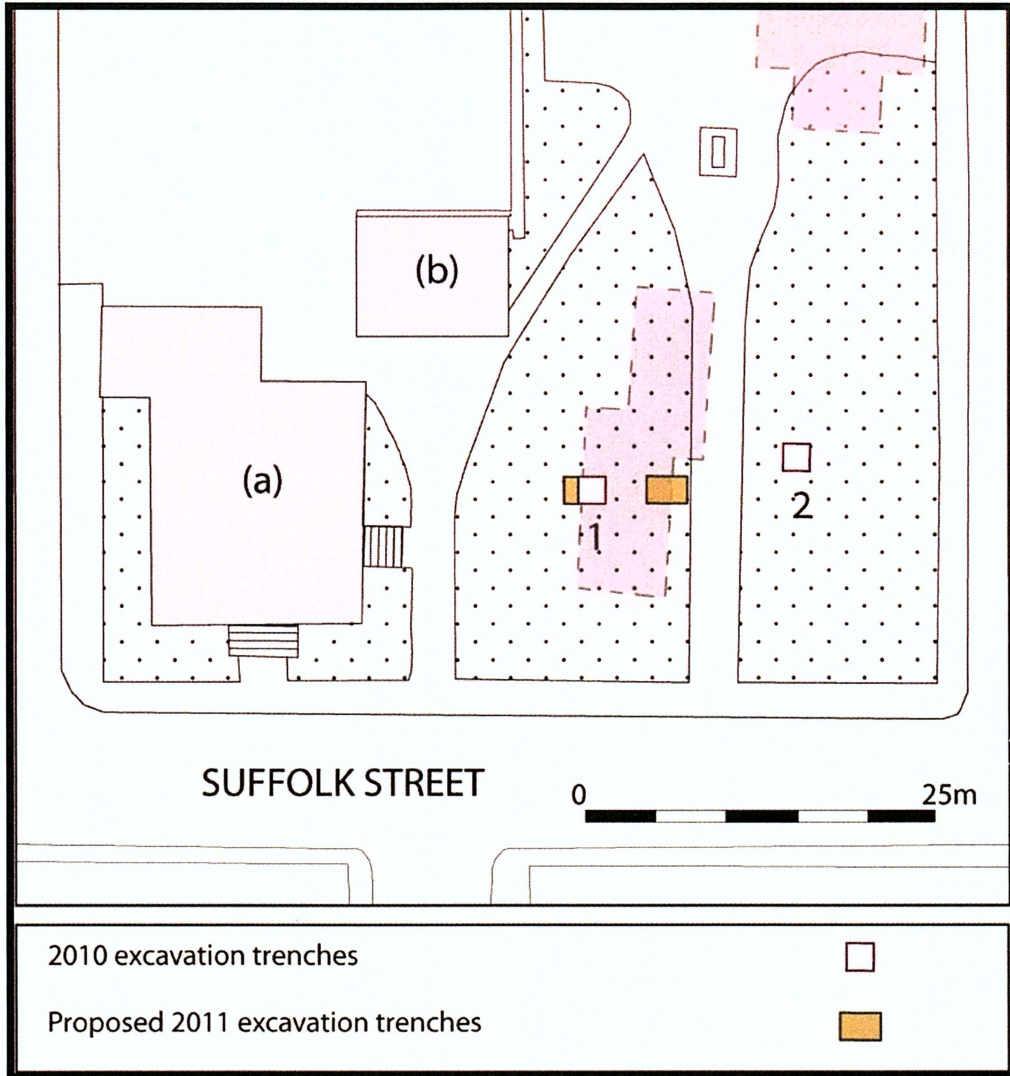 (b)
(a)
1
2
SUFFOLK STREET
0
25m
2010 excavation trenches
Proposed 2011 excavation trenches